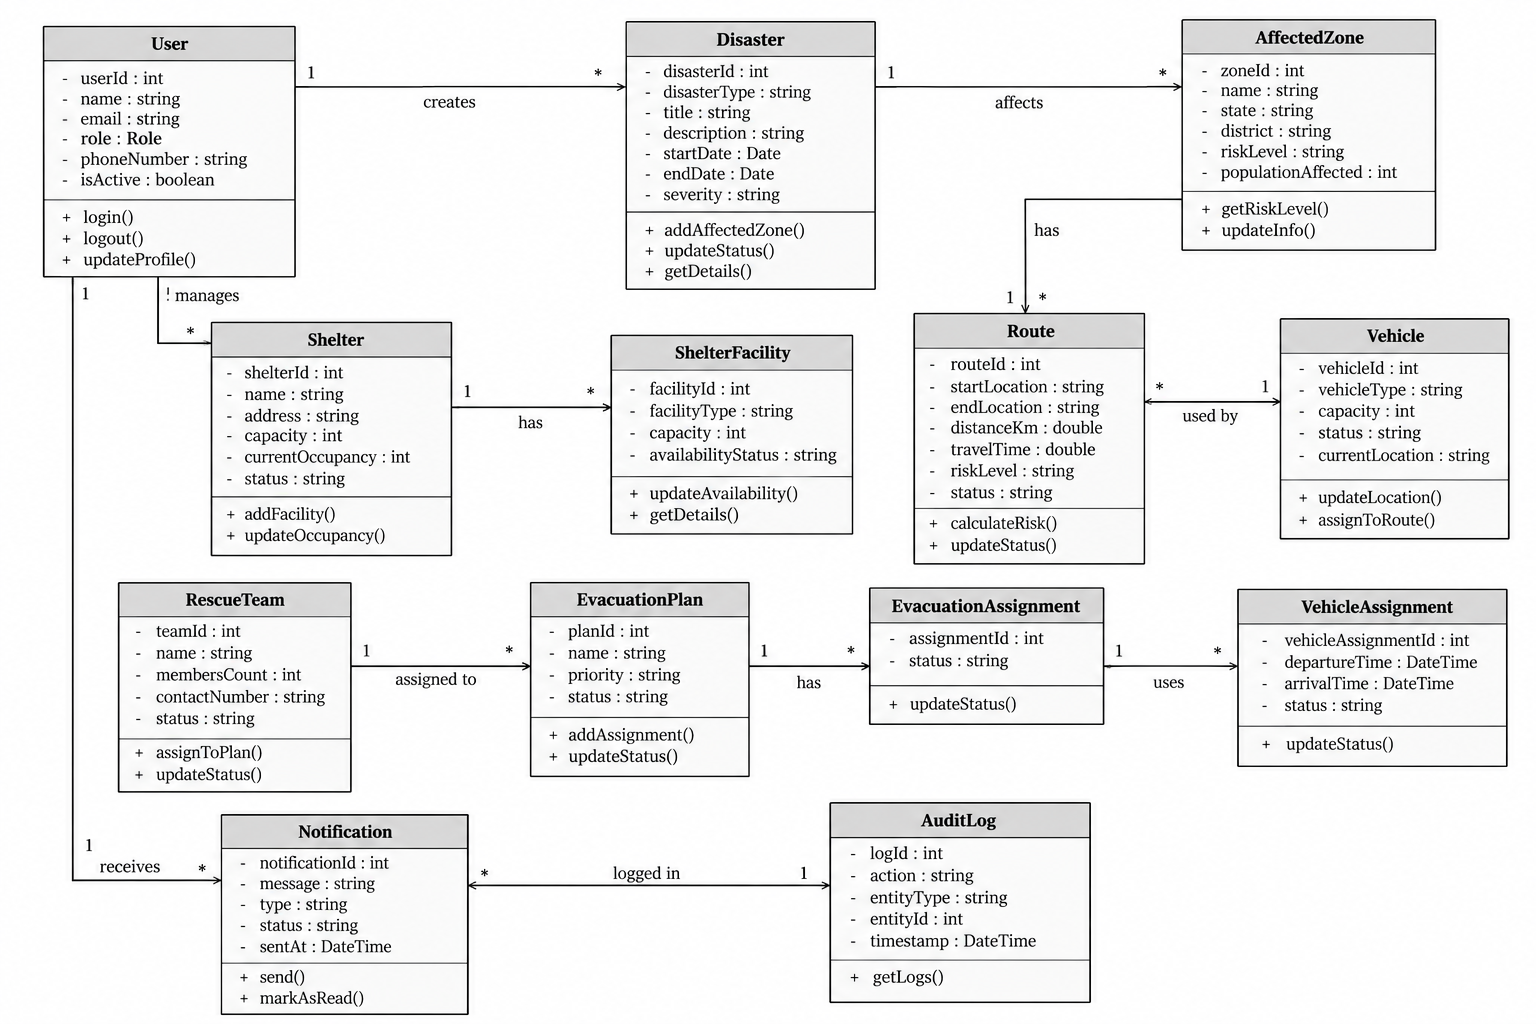 User
- userId : int
- name : string
- email : string
- role : Role
- phoneNumber : string
- isActive : boolean
+ login()
+ logout()
+ updateProfile()
1
*
creates
Disaster
- disasterId : int
- disasterType : string
- title : string
- description : string
- startDate : Date
- endDate : Date
- severity : string
+ addAffectedZone()
+ updateStatus()
+ getDetails()
1
*
affects
AffectedZone
- zoneId : int
- name : string
- state : string
- district : string
- riskLevel : string
- populationAffected : int
+ getRiskLevel()
+ updateInfo()
has
1 *
1
! manages
*
Shelter
- shelterId : int
- name : string
- address : string
- capacity : int
- currentOccupancy : int
- status : string
+ addFacility()
+ updateOccupancy()
1
*
has
ShelterFacility
- facilityId : int
- facilityType : string
- capacity : int
- availabilityStatus : string
+ updateAvailability()
+ getDetails()
Route
- routeId : int
- startLocation : string
- endLocation : string
- distanceKm : double
- travelTime : double
- riskLevel : string
- status : string
+ calculateRisk()
+ updateStatus()
*
1
used by
Vehicle
- vehicleId : int
- vehicleType : string
- capacity : int
- status : string
- currentLocation : string
+ updateLocation()
+ assignToRoute()
RescueTeam
- teamId : int
- name : string
- membersCount : int
- contactNumber : string
- status : string
+ assignToPlan()
+ updateStatus()
1
*
assigned to
EvacuationPlan
- planId : int
- name : string
- priority : string
- status : string
+ addAssignment()
+ updateStatus()
1
*
has
EvacuationAssignment
- assignmentId : int
- status : string
+ updateStatus()
1
*
uses
VehicleAssignment
- vehicleAssignmentId : int
- departureTime : DateTime
- arrivalTime : DateTime
- status : string
+ updateStatus()
1
receives
*
Notification
- notificationId : int
- message : string
- type : string
- status : string
- sentAt : DateTime
+ send()
+ markAsRead()
*
logged in
1
AuditLog
- logId : int
- action : string
- entityType : string
- entityId : int
- timestamp : DateTime
+ getLogs()